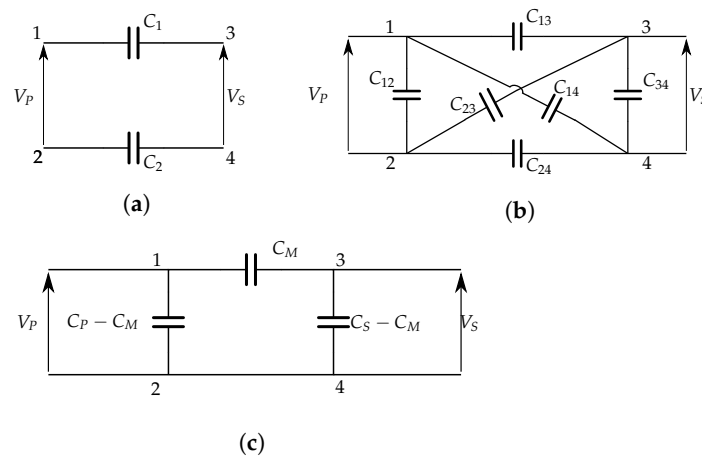 C1
1 3
VP VS
C2
2 4
(a)
C13
1 3
VP C12 C23 C14 C34 VS
2 4
C24
(b)
CM
1 3
VP CP − CM CS − CM VS
2 4
(c)